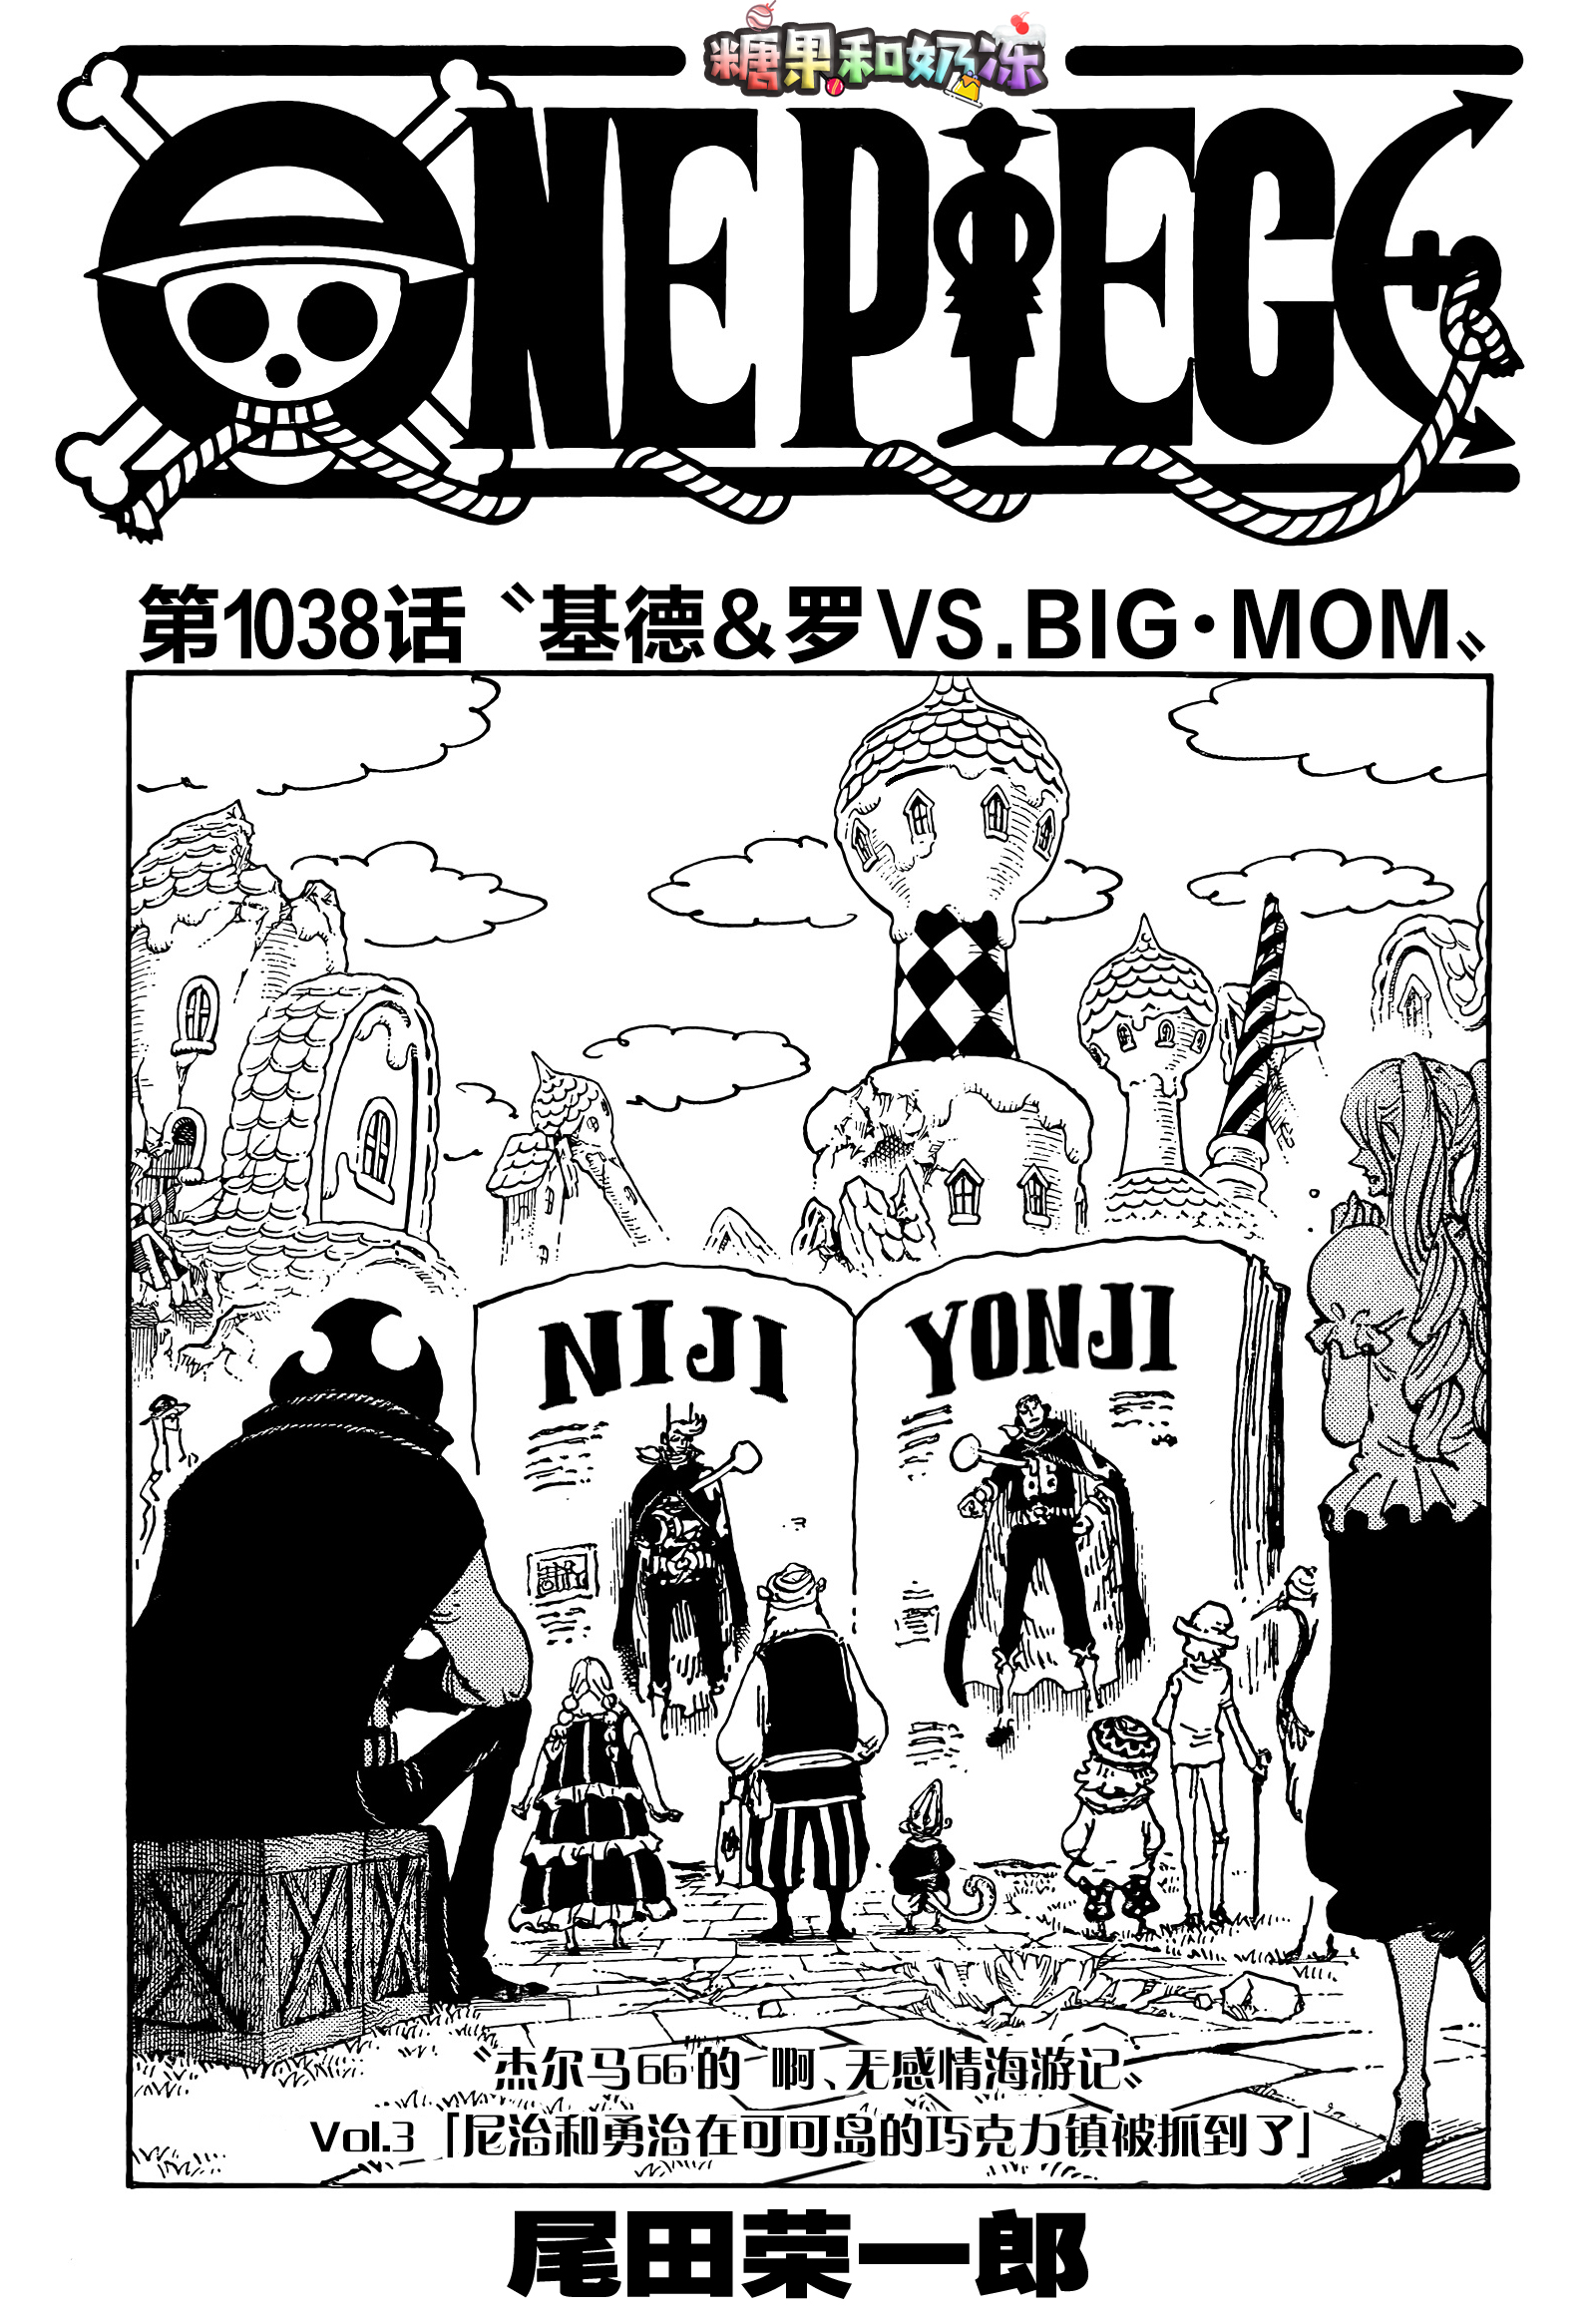 糖果和奶冻
ONE PIECE
第1038话〝基德&罗VS.BIG·MOM〟
NIJI
YONJI
〝杰尔马66的 啊、无感情海游记〟
Vol.3「尼治和勇治在可可岛的巧克力镇被抓到了」
尾田荣一郎